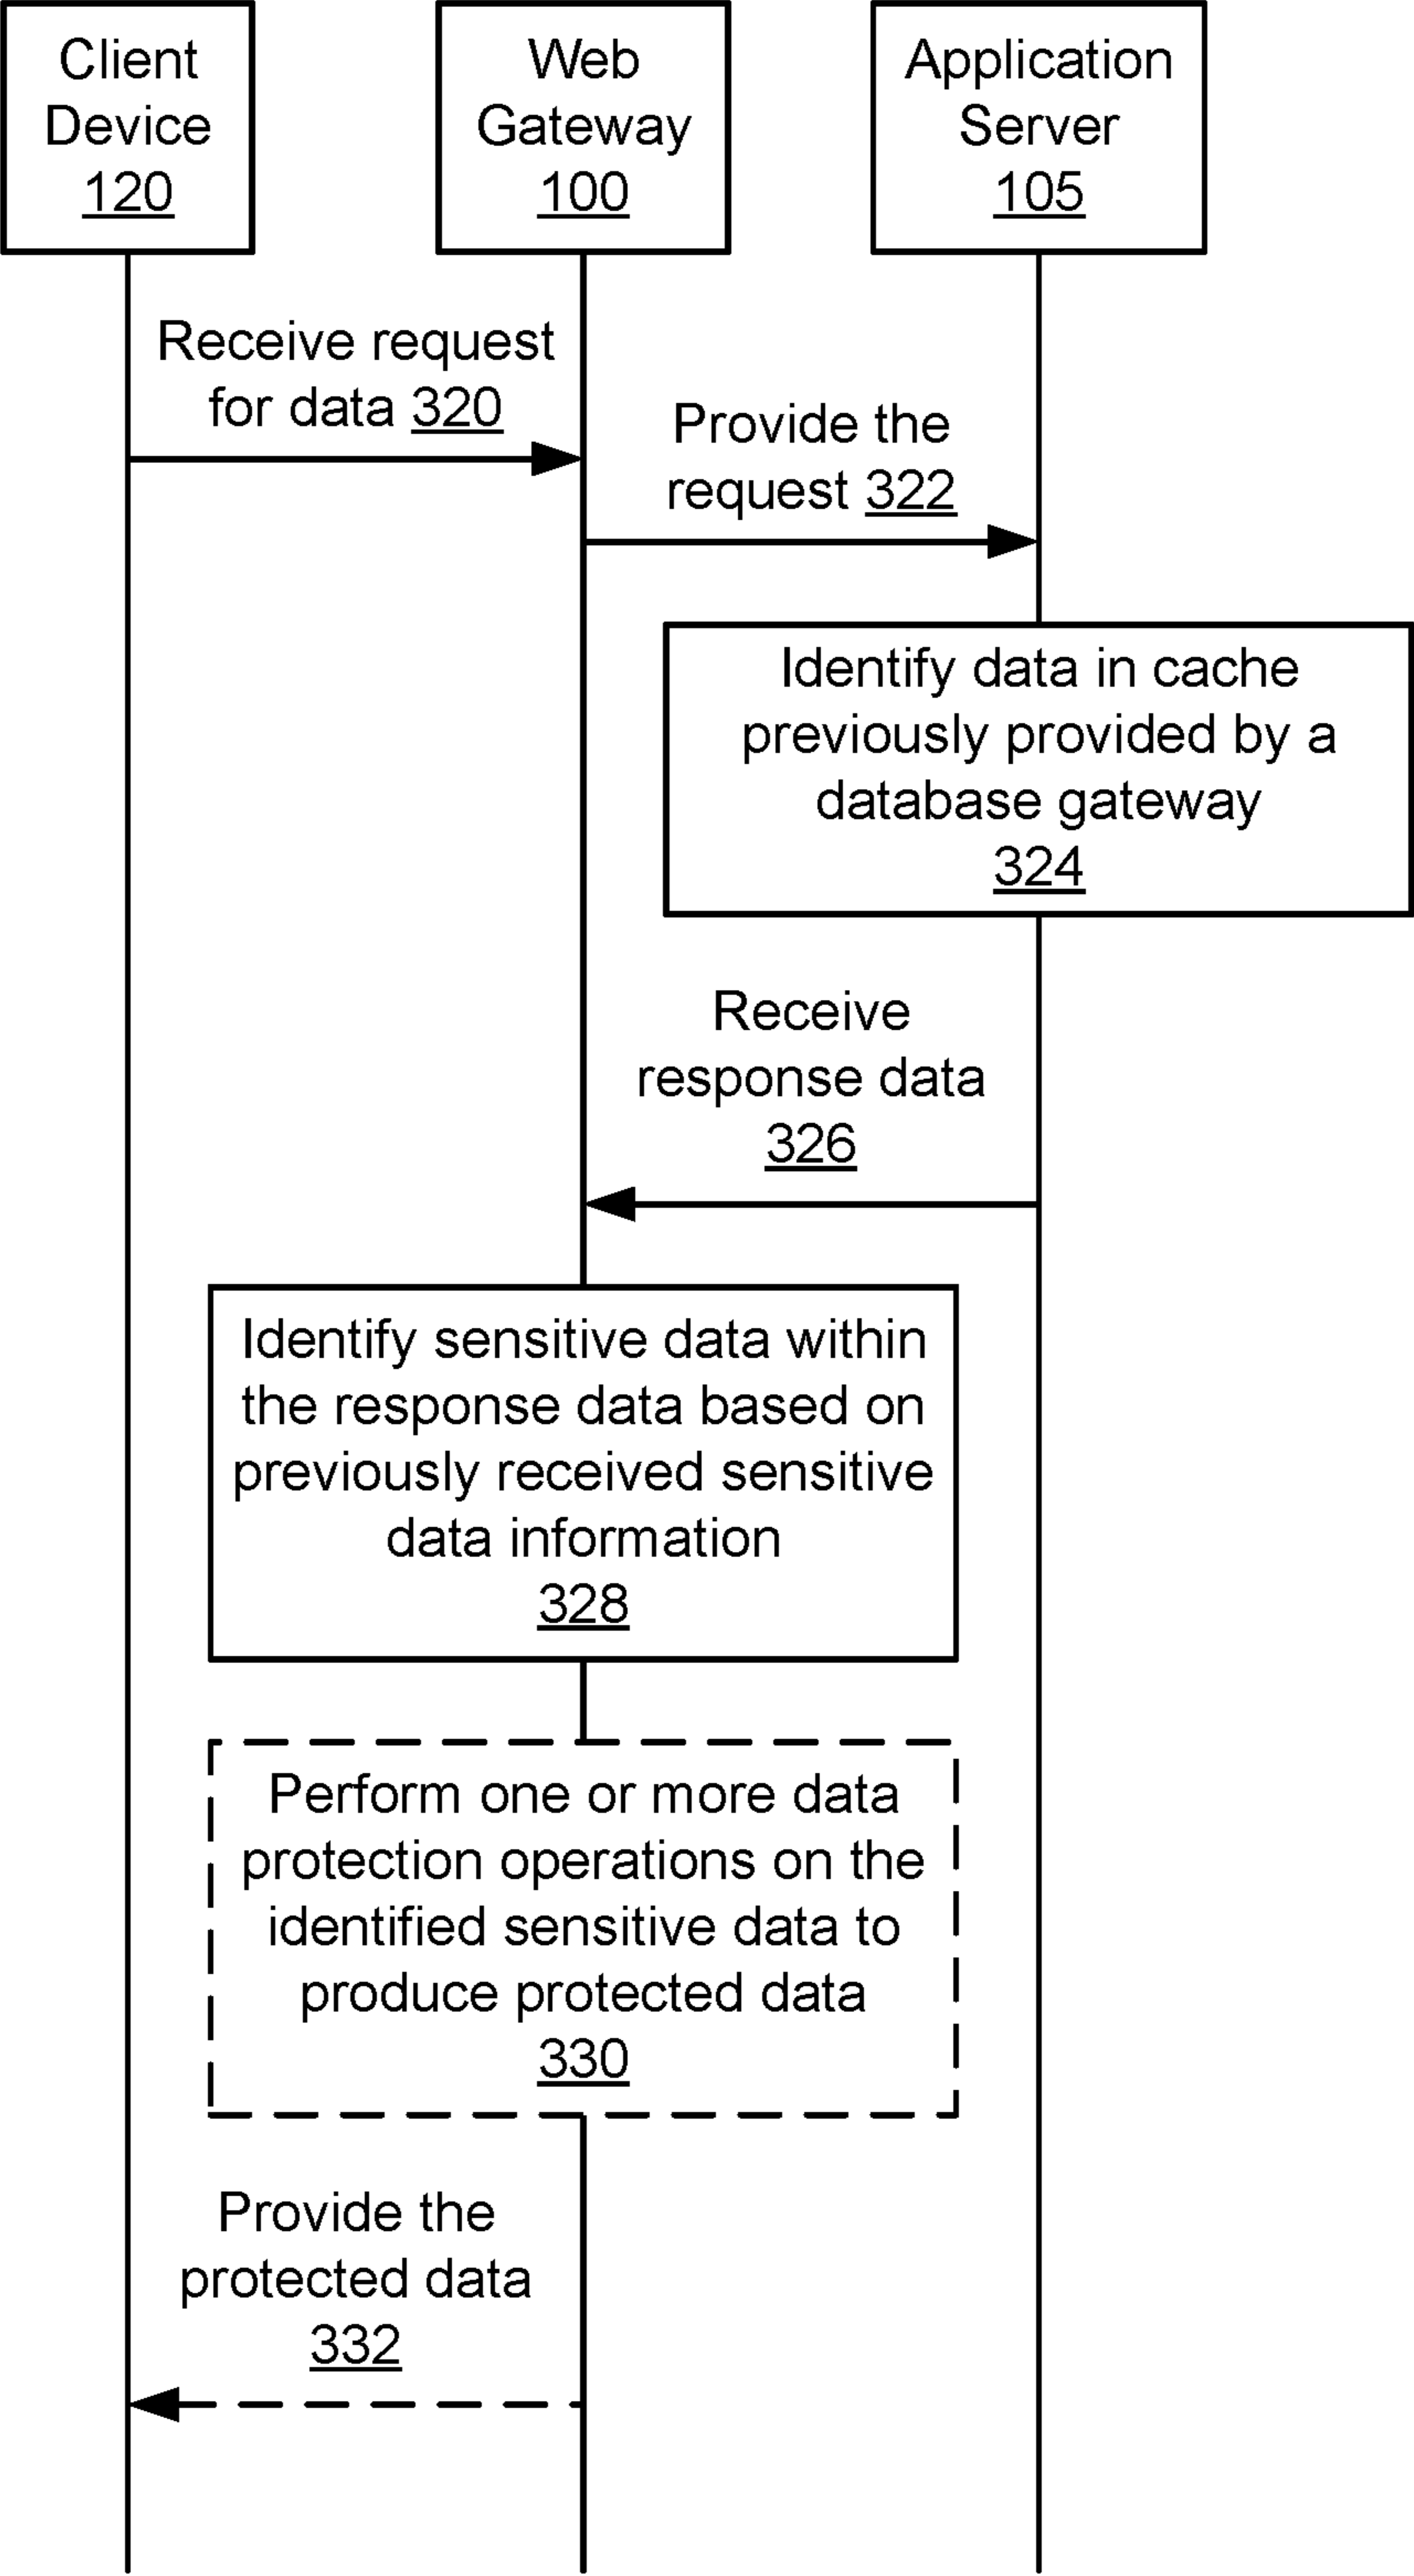 Client
Device
120
Web
Gateway
100
Application
Server
105
Receive request
for data 320
Provide the
request 322
Identify data in cache
previously provided by a
database gateway
324
Receive
response data
326
Identify sensitive data within
the response data based on
previously received sensitive
data information
328
Perform one or more data
protection operations on the
identified sensitive data to
produce protected data
330
Provide the
protected data
332